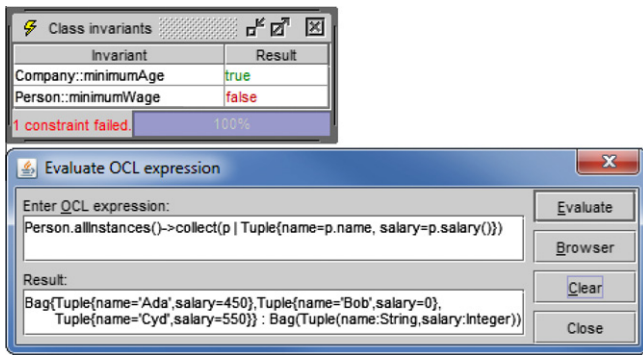 Class invariants
Invariant Result
Company::minimumAge true
Person::minimumWage false
1 constraint failed. 100%
Evaluate OCL expression
Enter OCL expression:
Evaluate
Person.allInstances()->collect(p | Tuple{name=p.name, salary=p.salary()})
Browser
Result:
Clear
Bag{Tuple{name='Ada',salary=450},Tuple{name='Bob',salary=0},
Tuple{name='Cyd',salary=550}} : Bag(Tuple(name:String,salary:Integer))
Close